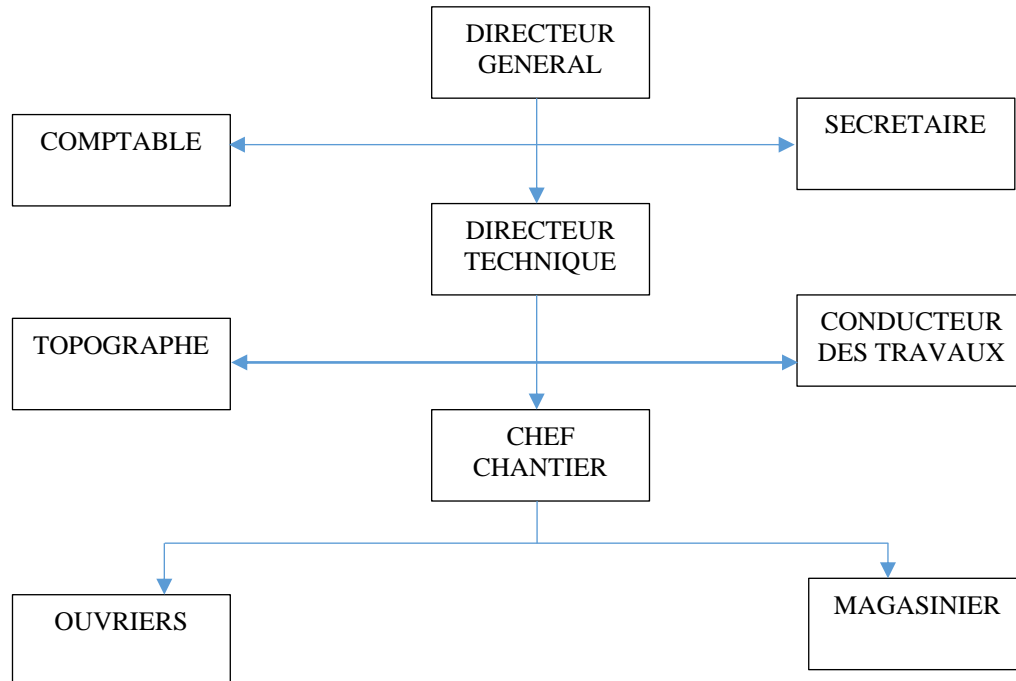 DIRECTEUR
GENERAL
COMPTABLE
SECRETAIRE
DIRECTEUR
TECHNIQUE
TOPOGRAPHE
CONDUCTEUR
DES TRAVAUX
CHEF
CHANTIER
OUVRIERS
MAGASINIER